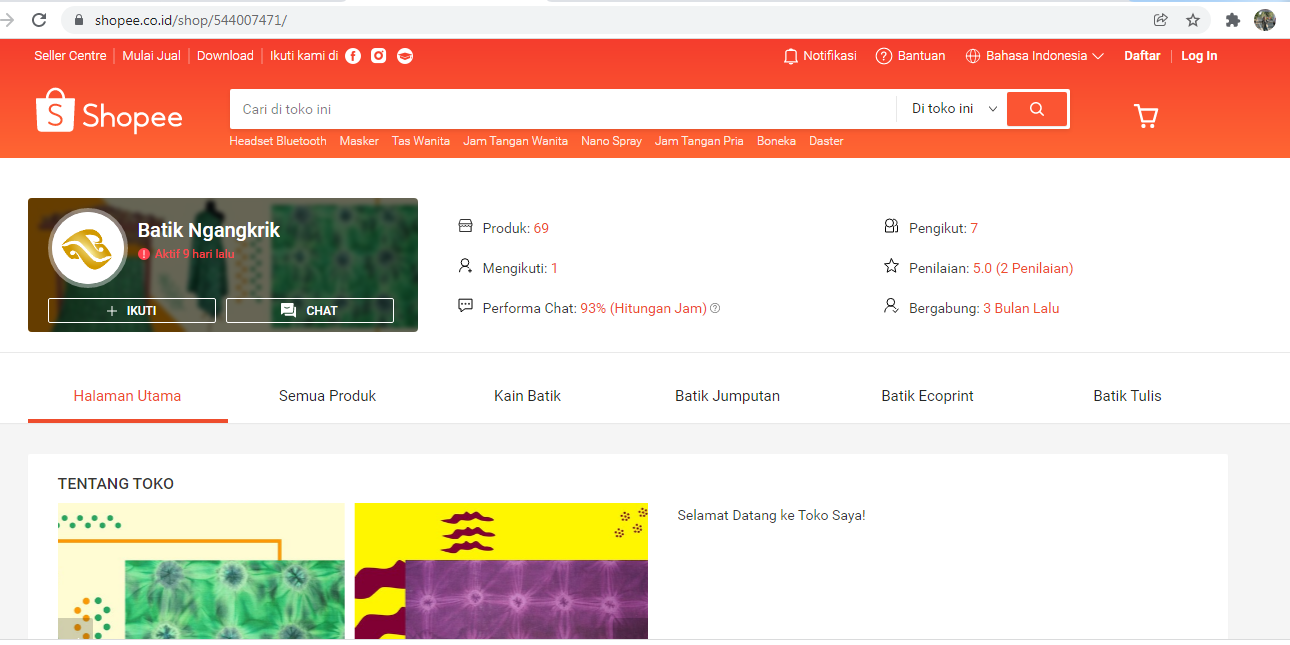 shopee.co.id/shop/544007471/
Seller Centre Mulai Jual Download Ikuti kami di Notifikasi Bantuan Bahasa Indonesia Daftar Log In
Shopee
Cari di toko ini Di toko ini
Headset Bluetooth Masker Tas Wanita Jam Tangan Wanita Nano Spray Jam Tangan Pria Boneka Daster
Batik Ngangkrik
Aktif 9 hari lalu
+ IKUTI CHAT
Produk: 69
Pengikut: 7
Mengikuti: 1
Penilaian: 5.0 (2 Penilaian)
Performa Chat: 93% (Hitungan Jam)
Bergabung: 3 Bulan Lalu
Halaman Utama Semua Produk Kain Batik Batik Jumputan Batik Ecoprint Batik Tulis
TENTANG TOKO
Selamat Datang ke Toko Saya!